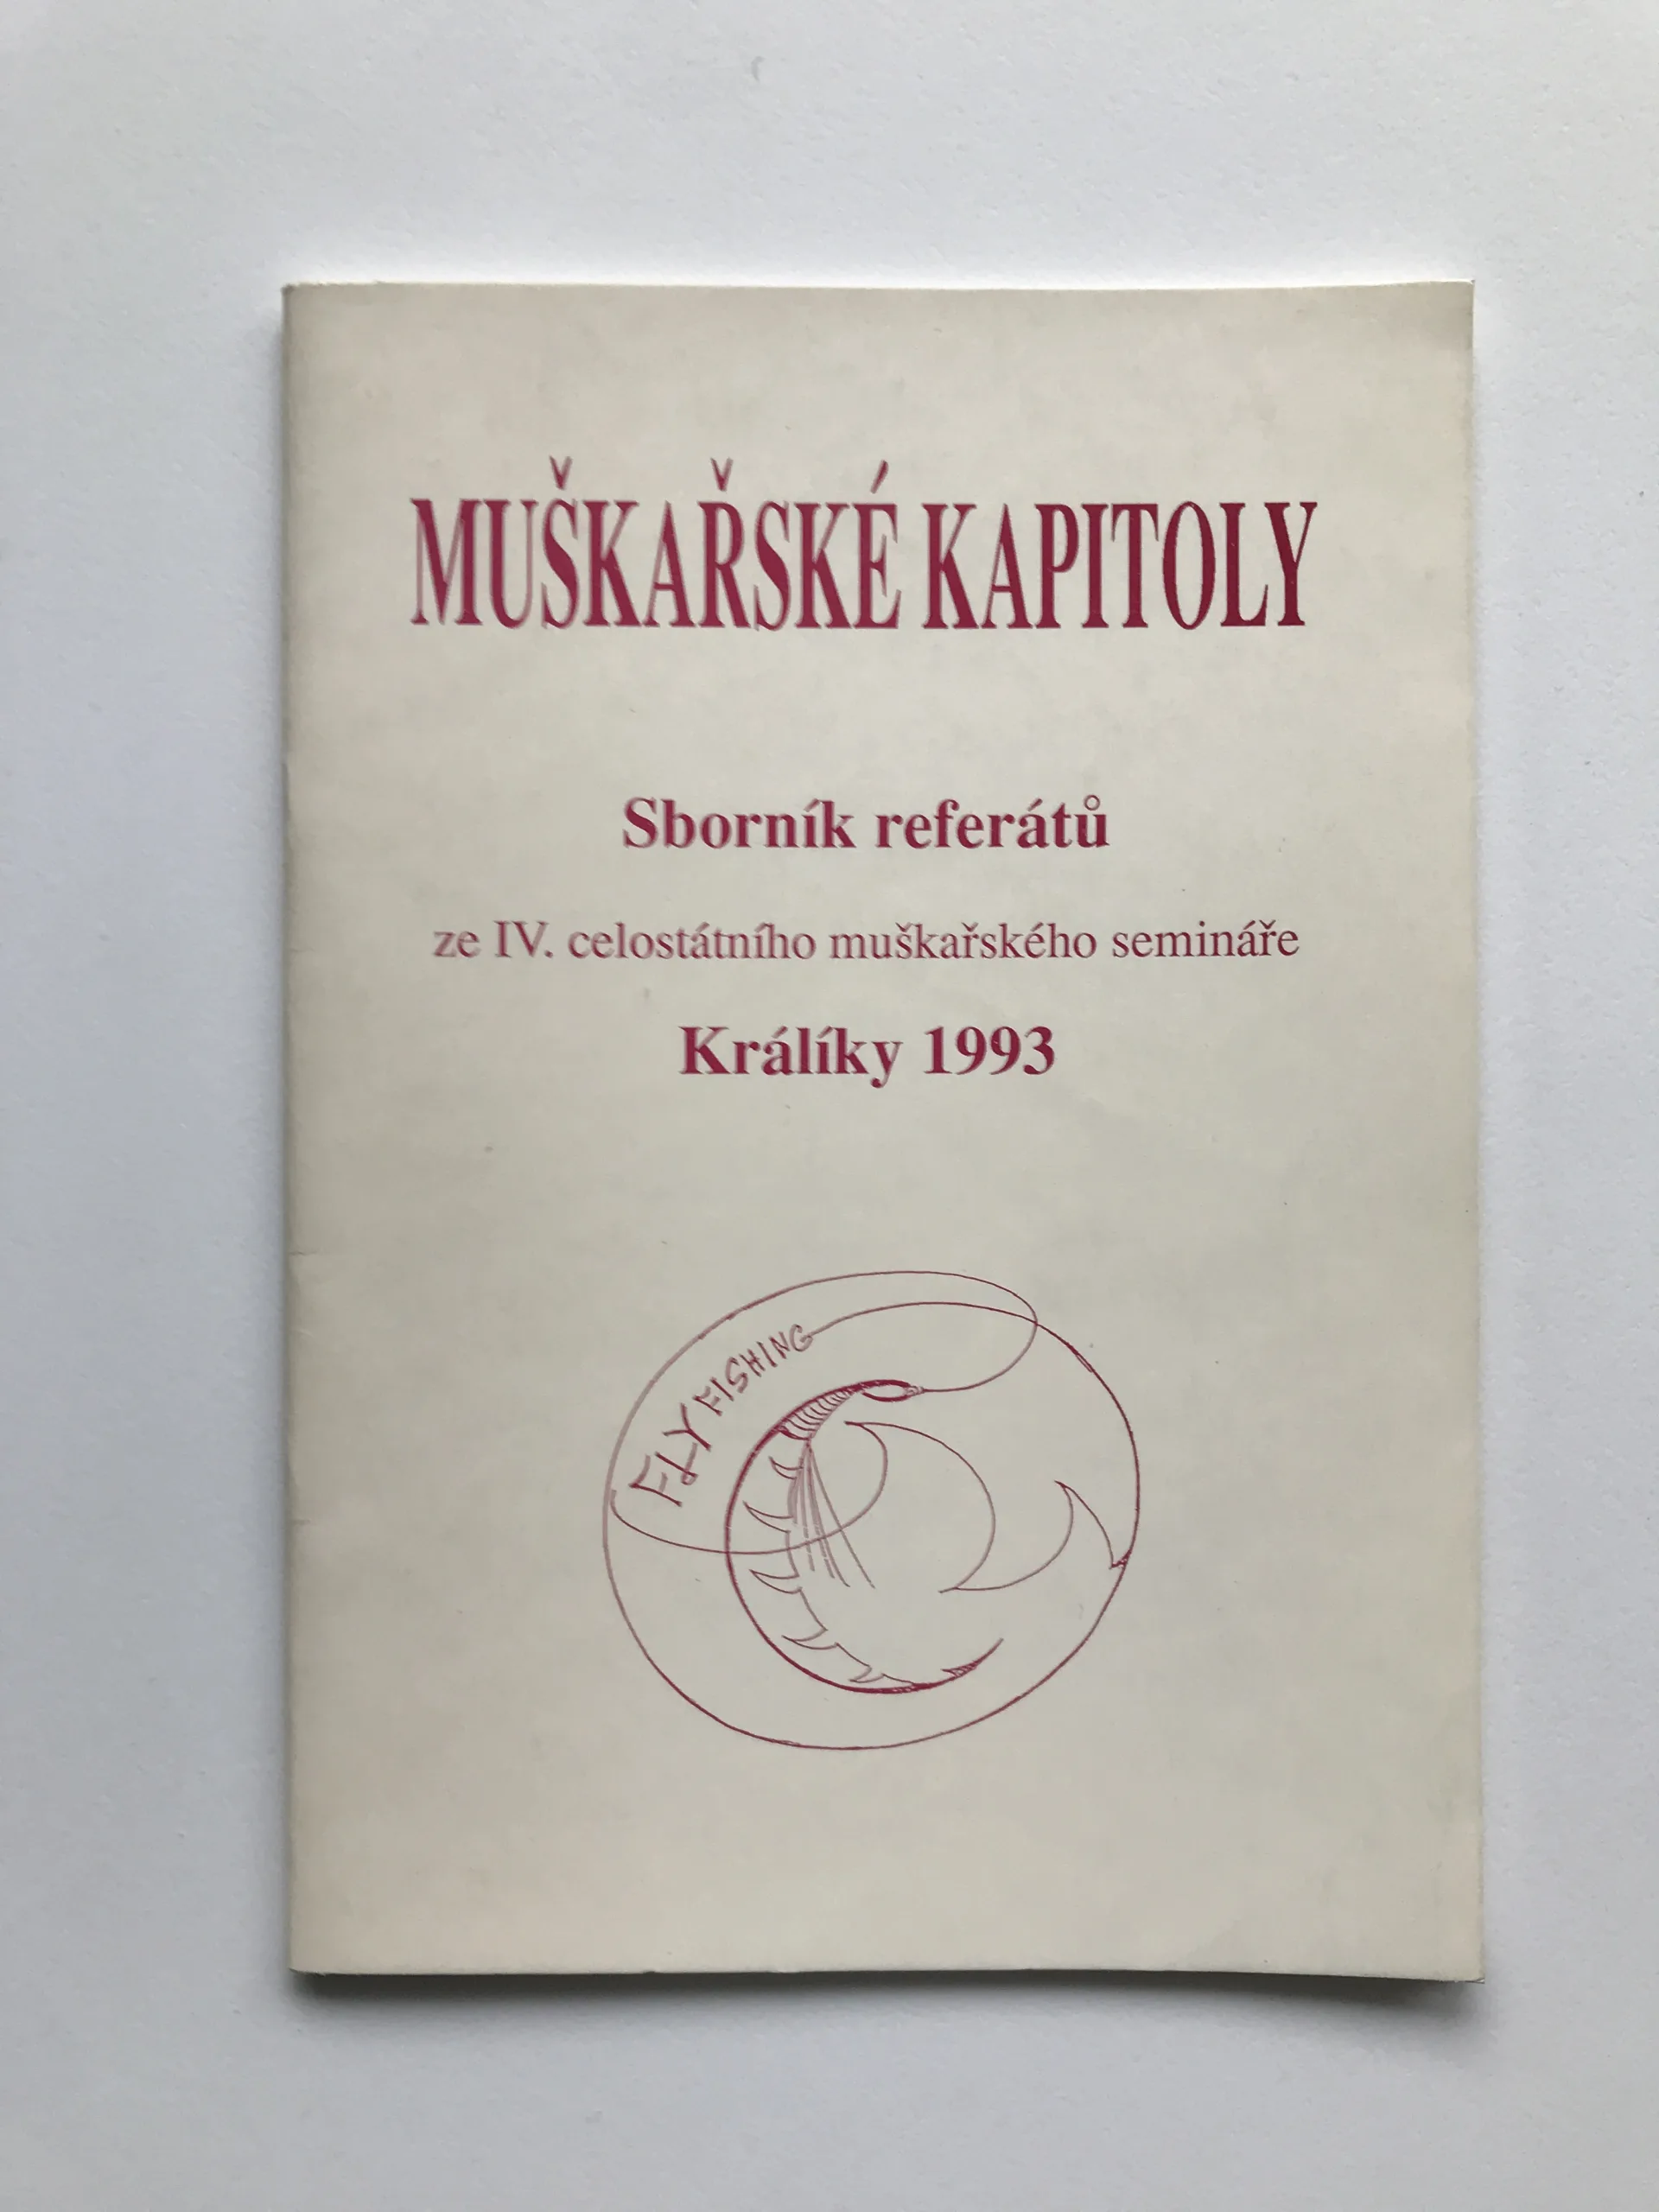 MUŠKAŘSKÉ KAPITOLY
Sborník referátů
ze IV. celostátního muškařského semináře
Králíky 1993
FLY FISHING